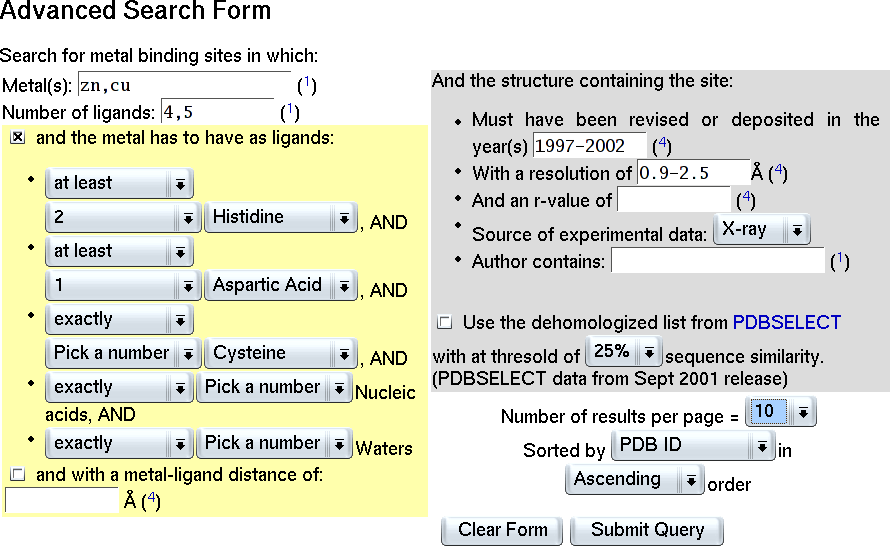 Advanced Search Form
Search for metal binding sites in which:
Metal(s): zn,cu (1)
Number of ligands: 4,5 (1)
and the metal has to have as ligands:
• at least
2 Histidine , AND
• at least
1 Aspartic Acid , AND
• exactly
Pick a number Cysteine , AND
• exactly Pick a number Nucleic
acids, AND
• exactly Pick a number Waters
and with a metal-ligand distance of:
Å (4)
And the structure containing the site:
• Must have been revised or deposited in the
year(s) 1997-2002 (4)
• With a resolution of 0.9-2.5 Å (4)
• And an r-value of (4)
• Source of experimental data: X-ray
• Author contains: (1)
Use the dehomologized list from PDBSELECT
with at thresold of 25% sequence similarity.
(PDBSELECT data from Sept 2001 release)
Number of results per page = 10
Sorted by PDB ID in
Ascending order
Clear Form Submit Query